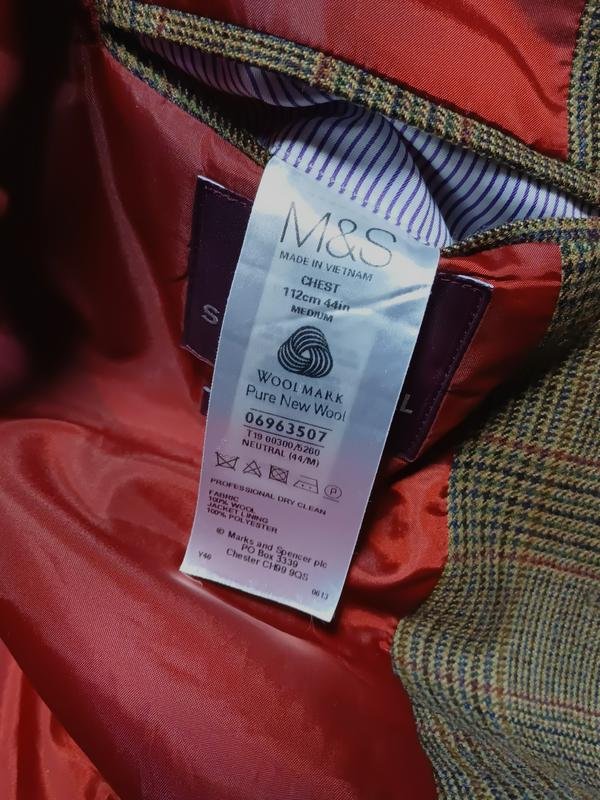 M&S
MADE IN VIETNAM
CHEST
112cm 44in
MEDIUM
WOOLMARK
Pure New Wool
06963507
T19 00300/5260
NEUTRAL (44/M)
P
PROFESSIONAL DRY CLEAN
FABRIC
100% WOOL
JACKET LINING
100% POLYESTER
© Marks and Spencer plc
PO Box 3339
Chester CH99 9QS
Y46
0613
S
L